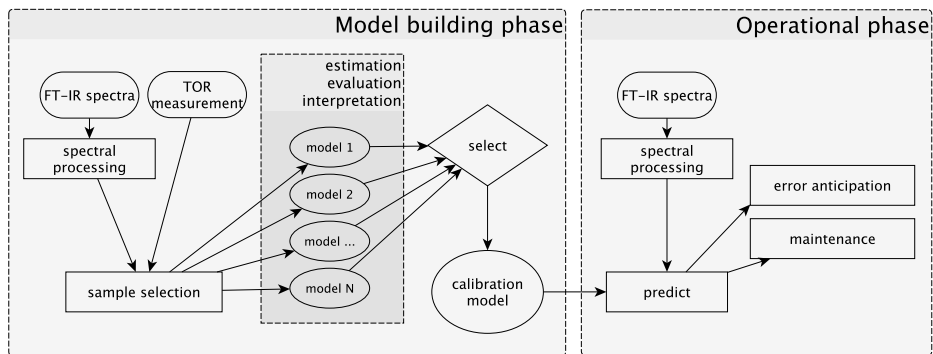 Model building phase
FT-IR spectra
TOR
measurement
spectral
processing
sample selection
estimation
evaluation
interpretation
model 1
model 2
model ...
model N
select
calibration
model
Operational phase
FT-IR spectra
spectral
processing
predict
error anticipation
maintenance